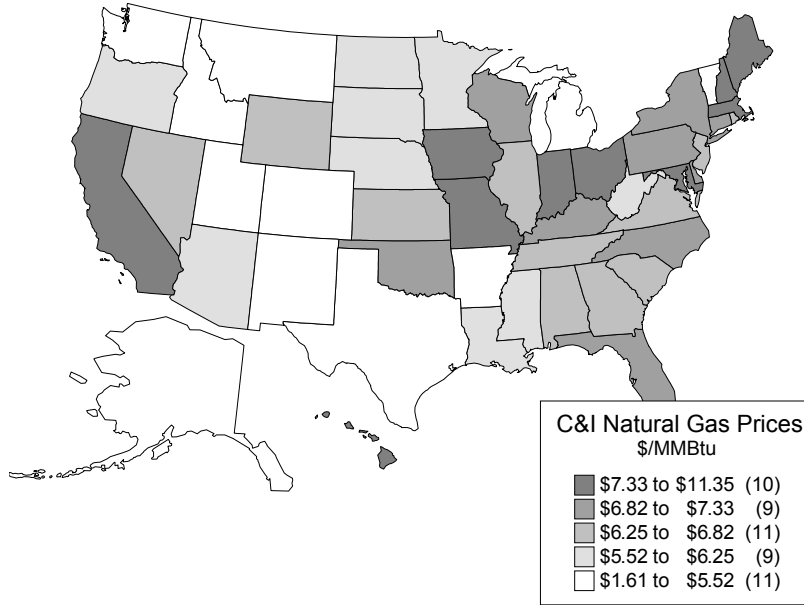 C&I Natural Gas Prices
$/MMBtu
$7.33 to $11.35 (10)
$6.82 to $7.33 (9)
$6.25 to $6.82 (11)
$5.52 to $6.25 (9)
$1.61 to $5.52 (11)